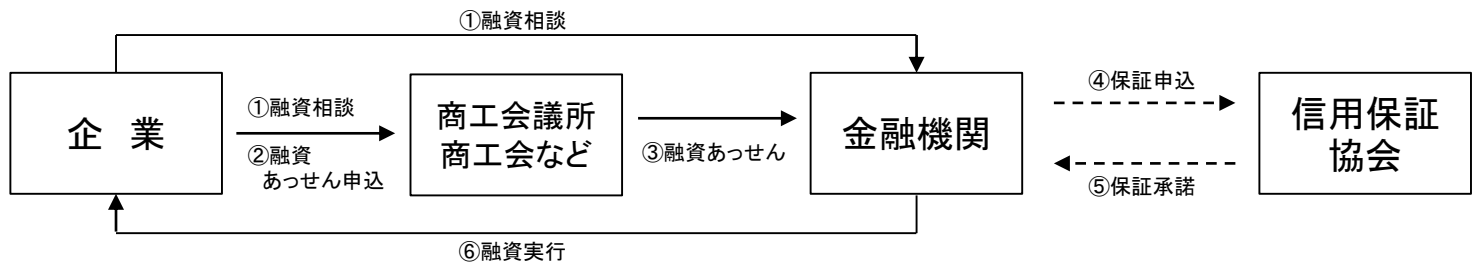 ①融資相談
企　業
①融資相談
②融資
あっせん申込
商工会議所
商工会など
③融資あっせん
金融機関
④保証申込
⑤保証承諾
信用保証
協会
⑥融資実行